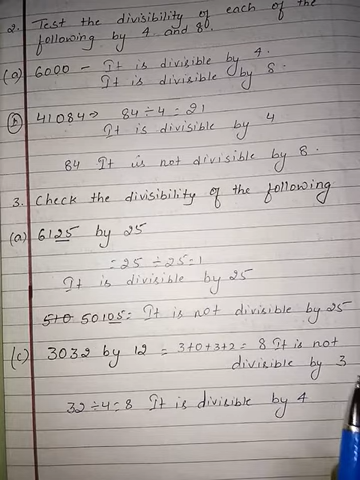 2. Test the divisibility of each of the
following by 4 and 8.
(a) 6000 - It is divisible by 4.
It is divisible by 8.
(b) 41084 → 84 ÷ 4 = 21
It is divisible by 4
84 It is not divisible by 8.
3. Check the divisibility of the following
(a) 6125 by 25
= 25 ÷ 25 = 1
It is divisible by 25
50105 = It is not divisible by 25
(c) 3032 by 12 = 3+0+3+2 = 8 It is not
divisible by 3
32 ÷ 4 = 8 It is divisible by 4